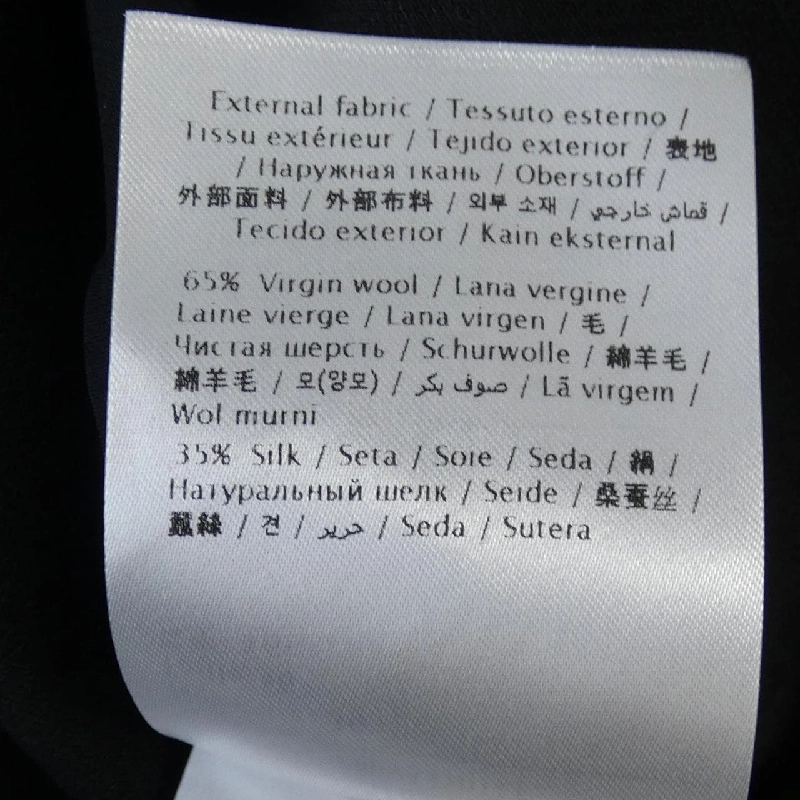 External fabric / Tessuto esterno /
Tissu extérieur / Tejido exterior / 表地
/ Наружная ткань / Oberstoff /
外部面料 / 外部布料 / 외부 소재 / قماش خارجي /
Tecido exterior / Kain eksternal
65% Virgin wool / Lana vergine /
Laine vierge / Lana virgen / 毛 /
Чистая шерсть / Schurwolle / 綿羊毛 /
綿羊毛 / 모(양모) / صوف بكر / Lã virgem /
Wol murni
35% Silk / Seta / Soie / Seda / 絹 /
Натуральный шелк / Seide / 桑蚕丝 /
蠶絲 / 견 / حرير / Seda / Sutera